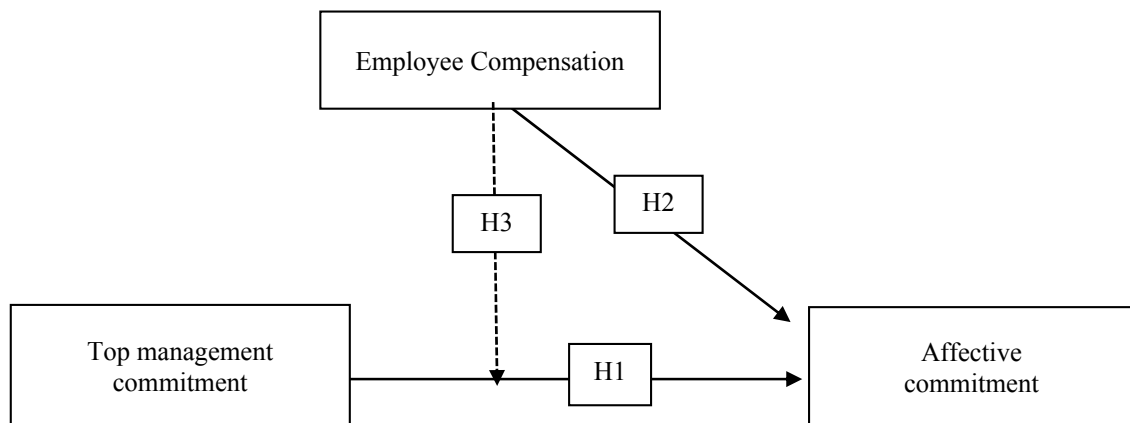 Employee Compensation
H2
H3
Top management
commitment
H1
Affective
commitment